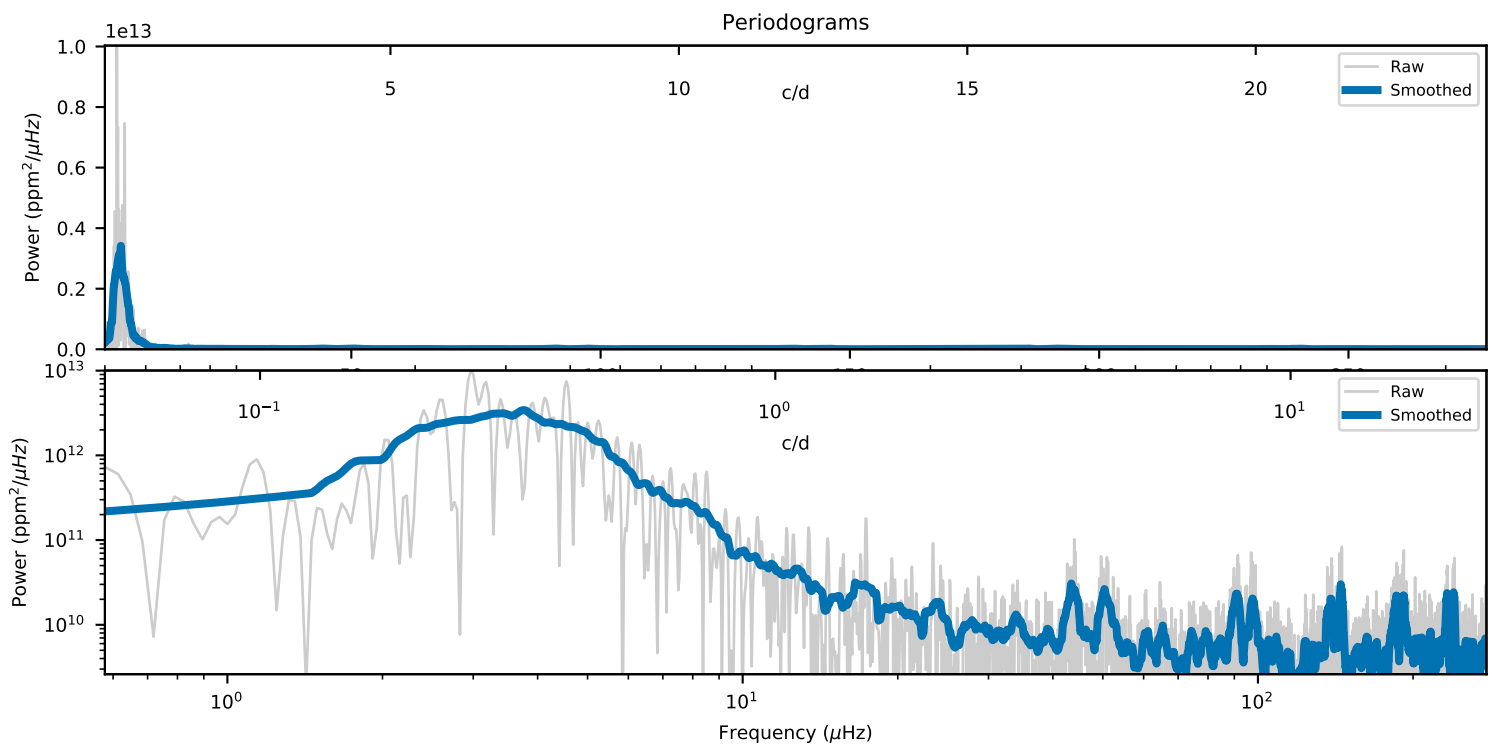 Periodograms
1e13
1.0
0.8
0.6
0.4
0.2
0.0
Power (ppm²/μHz)
5 10 15 20
c/d
Raw
Smoothed
10¹³
10¹²
10¹¹
10¹⁰
Power (ppm²/μHz)
10⁻¹ 10⁰ 10¹
c/d
Raw
Smoothed
10⁰ 10¹ 10²
Frequency (μHz)